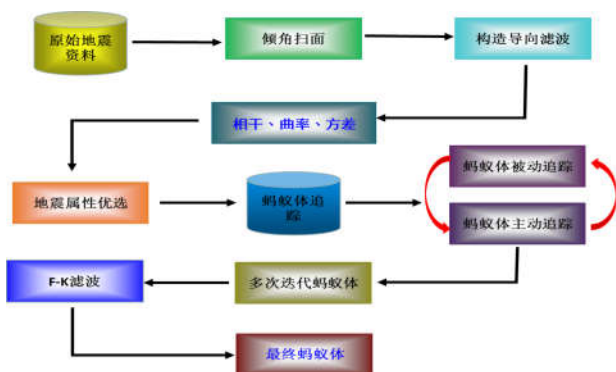 原始地震
资料
倾角扫面
构造导向滤波
相干、曲率、方差
地震属性优选
蚂蚁体追
踪
蚂蚁体被动追踪
蚂蚁体主动追踪
多次迭代蚂蚁体
F-K滤波
最终蚂蚁体